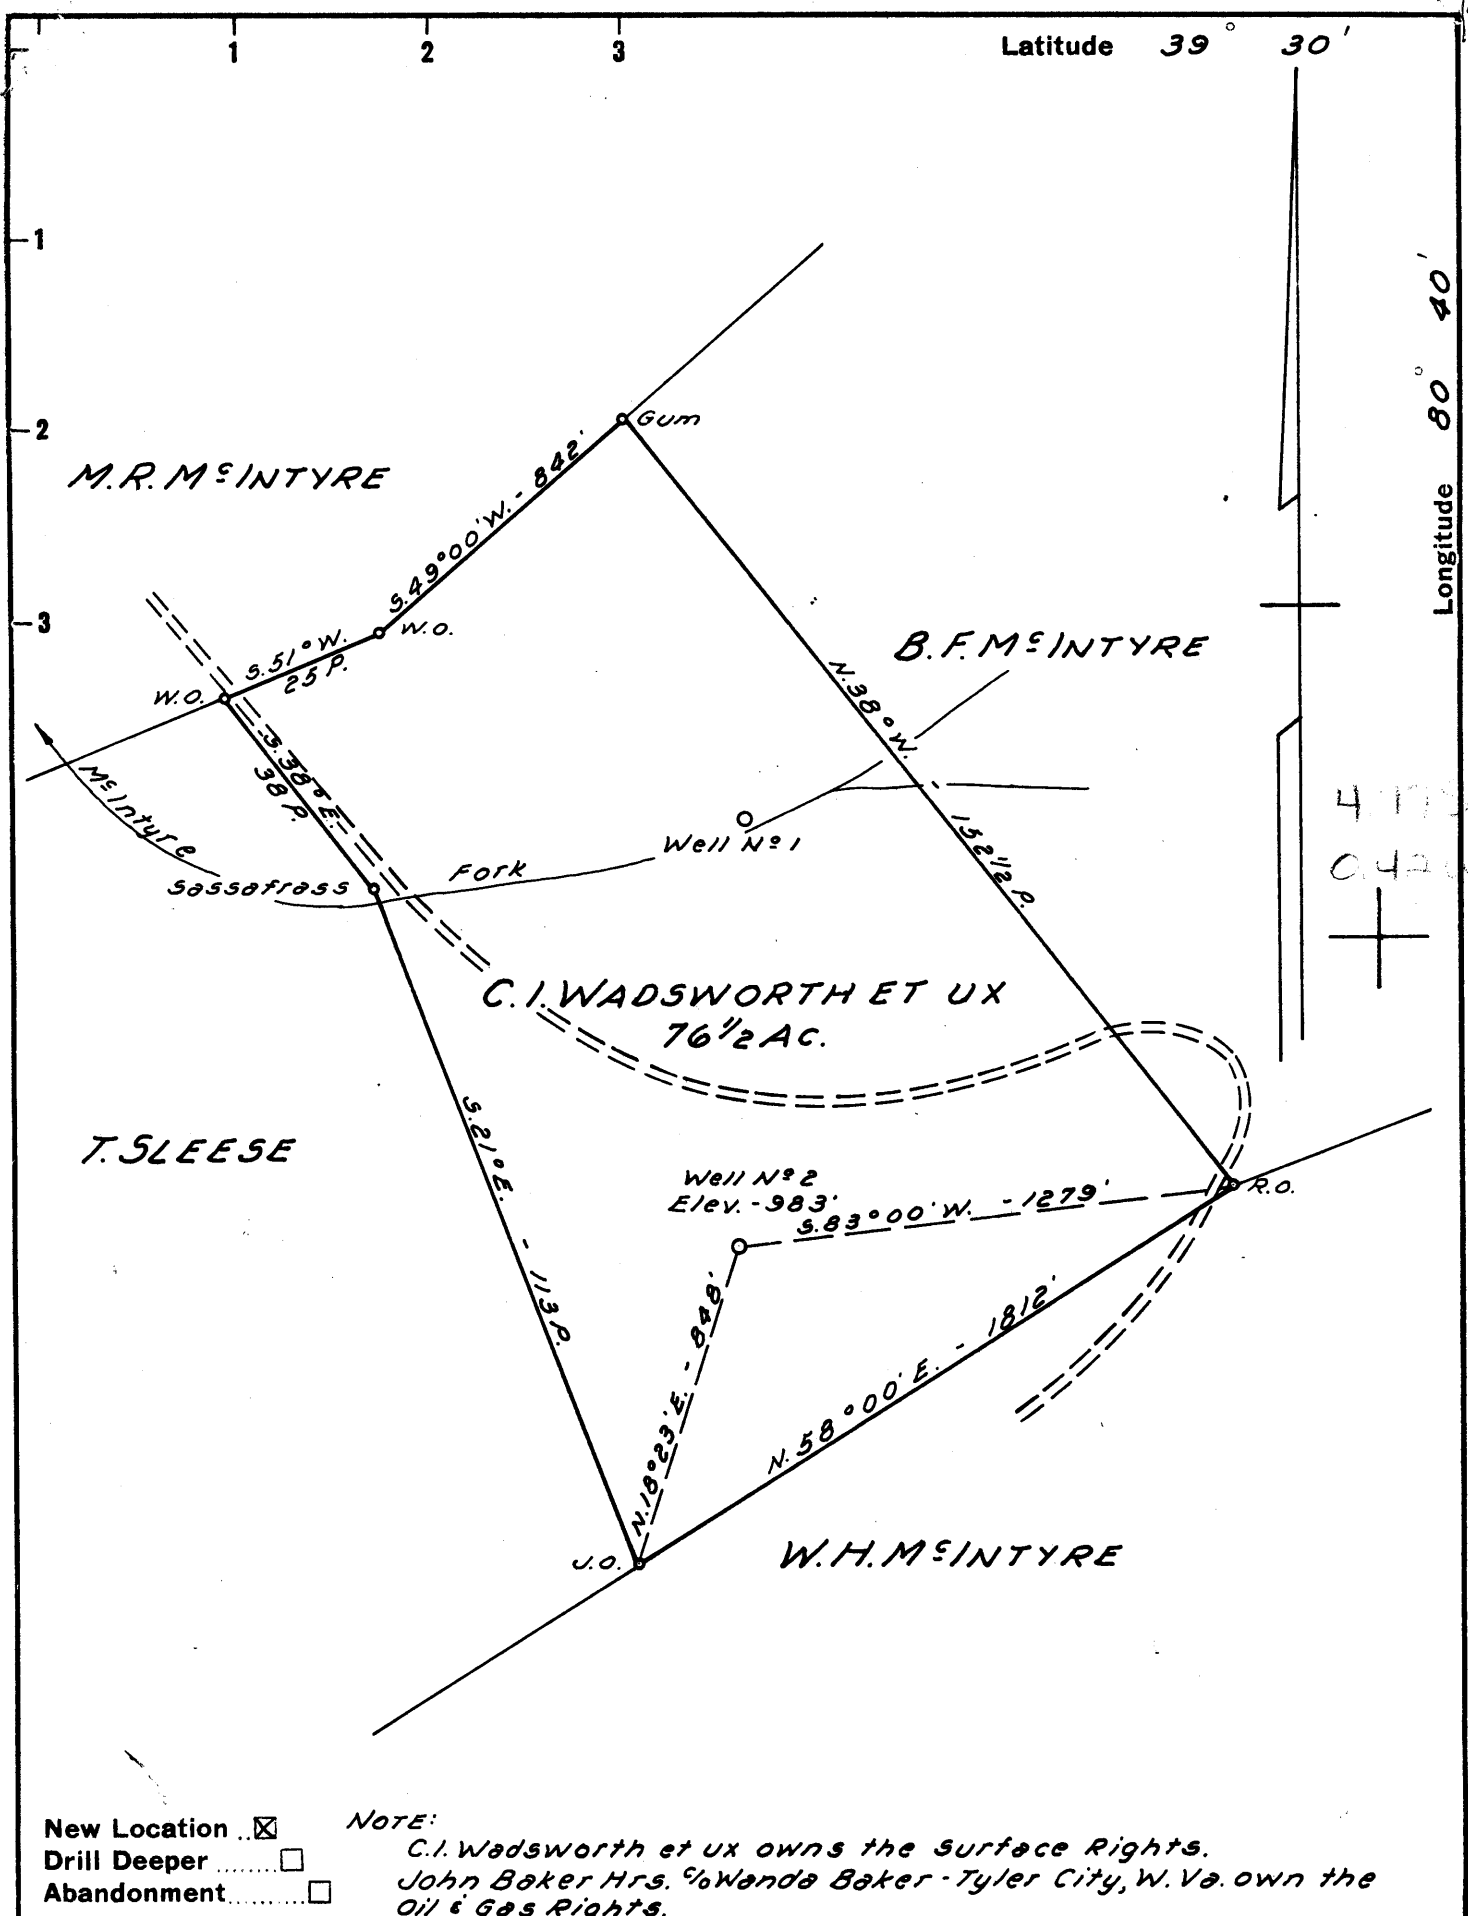 1 2 3 Latitude 39° 30'
1
Longitude 80° 40'
2
Gum
M.R. McINTYRE
S.49°00'W. - 842'
3
W.O.
S.51°W.
25 P.
B.F. McINTYRE
W.O.
N.38°W.
152 1/2 P.
S.38°E.
38 P.
McIntyre
Well No 1
Fork
Sassafrass
C.I. WADSWORTH ET UX
76 1/2 AC.
S.21°E. - 113 P.
T. SLEESE
Well No 2
Elev. - 983'
S.83°00'W. - 1279'
R.O.
N.18°23'E. - 848'
N.58°00'E. - 1812'
J.O.
W.H. McINTYRE
New Location ..☒
Drill Deeper .......☐
Abandonment.........☐
NOTE:
C.I. Wadsworth et ux owns the Surface Rights.
John Baker Hrs. c/o Wanda Baker - Tyler City, W. Va. own the
Oil & Gas Rights.